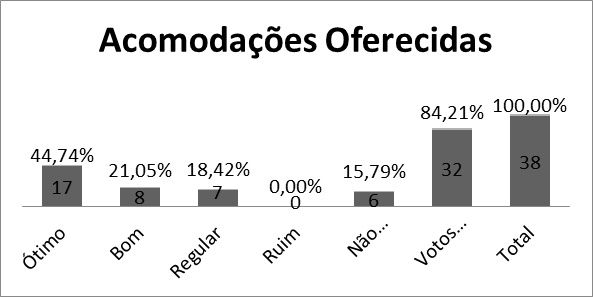 Acomodações Oferecidas
44,74% 21,05% 18,42% 0,00% 15,79% 84,21% 100,00%
17 8 7 0 6 32 38
Ótimo Bom Regular Ruim Não... Votos... Total